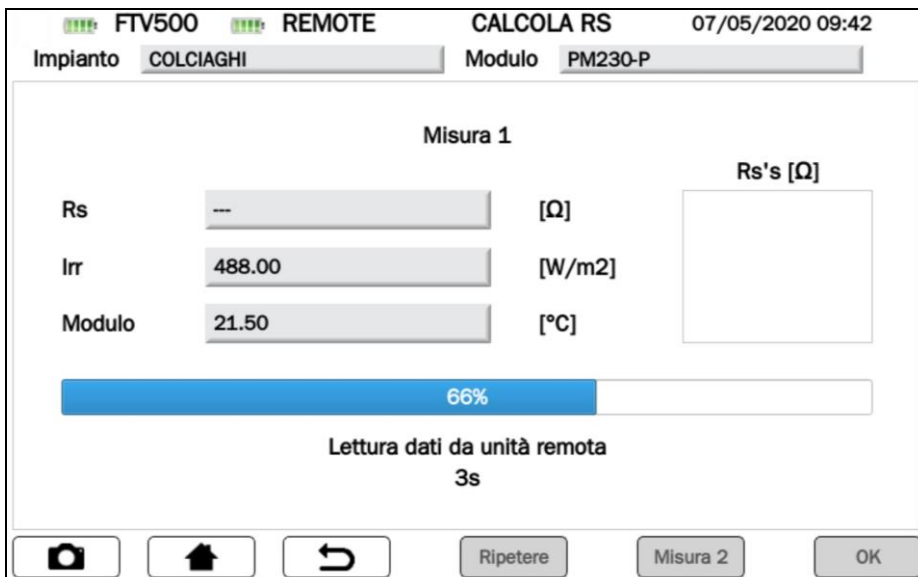 FTV500 REMOTE CALCOLA RS 07/05/2020 09:42
Impianto COLCIAGHI Modulo PM230-P
Misura 1
Rs's [Ω]
Rs --- [Ω]
Irr 488.00 [W/m2]
Modulo 21.50 [°C]
66%
Lettura dati da unità remota
3s
Ripetere Misura 2 OK